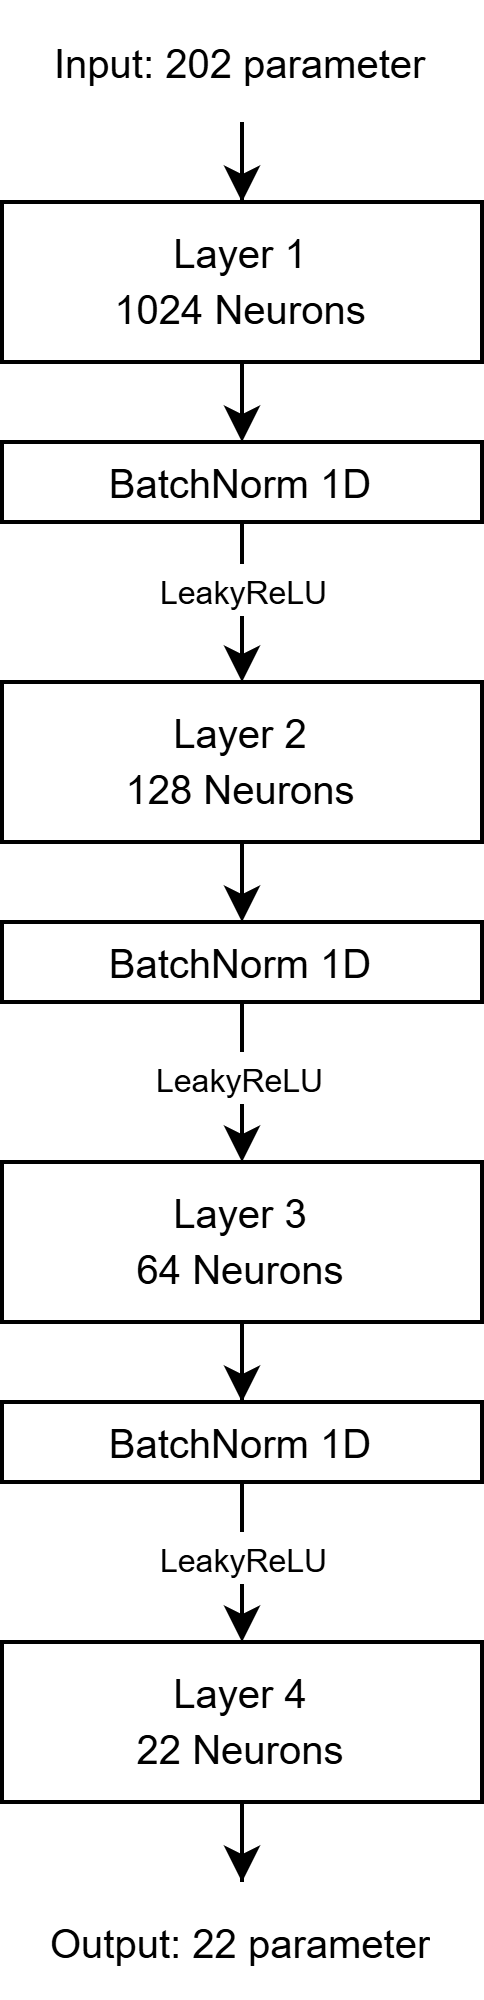 Input: 202 parameter
Layer 1
1024 Neurons
BatchNorm 1D
LeakyReLU
Layer 2
128 Neurons
BatchNorm 1D
LeakyReLU
Layer 3
64 Neurons
BatchNorm 1D
LeakyReLU
Layer 4
22 Neurons
Output: 22 parameter